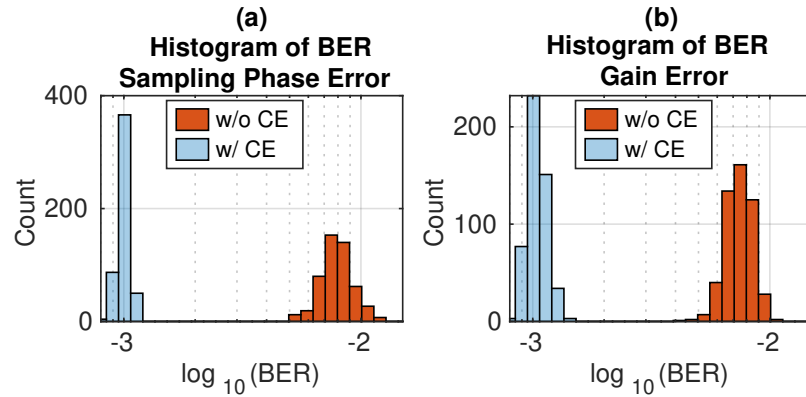 (a)
Histogram of BER
Sampling Phase Error
400
200
0
Count
w/o CE
w/ CE
-3
-2
log 10 (BER)
(b)
Histogram of BER
Gain Error
200
100
0
Count
w/o CE
w/ CE
-3
-2
log 10 (BER)